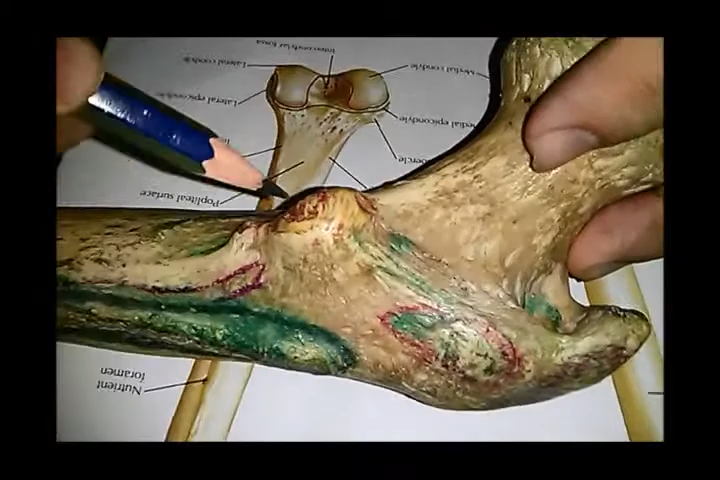 Intercondylar fossa
Lateral condyle
Medial condyle
Lateral epicondyle
Medial epicondyle
Popliteal surface
Nutrient
foramen